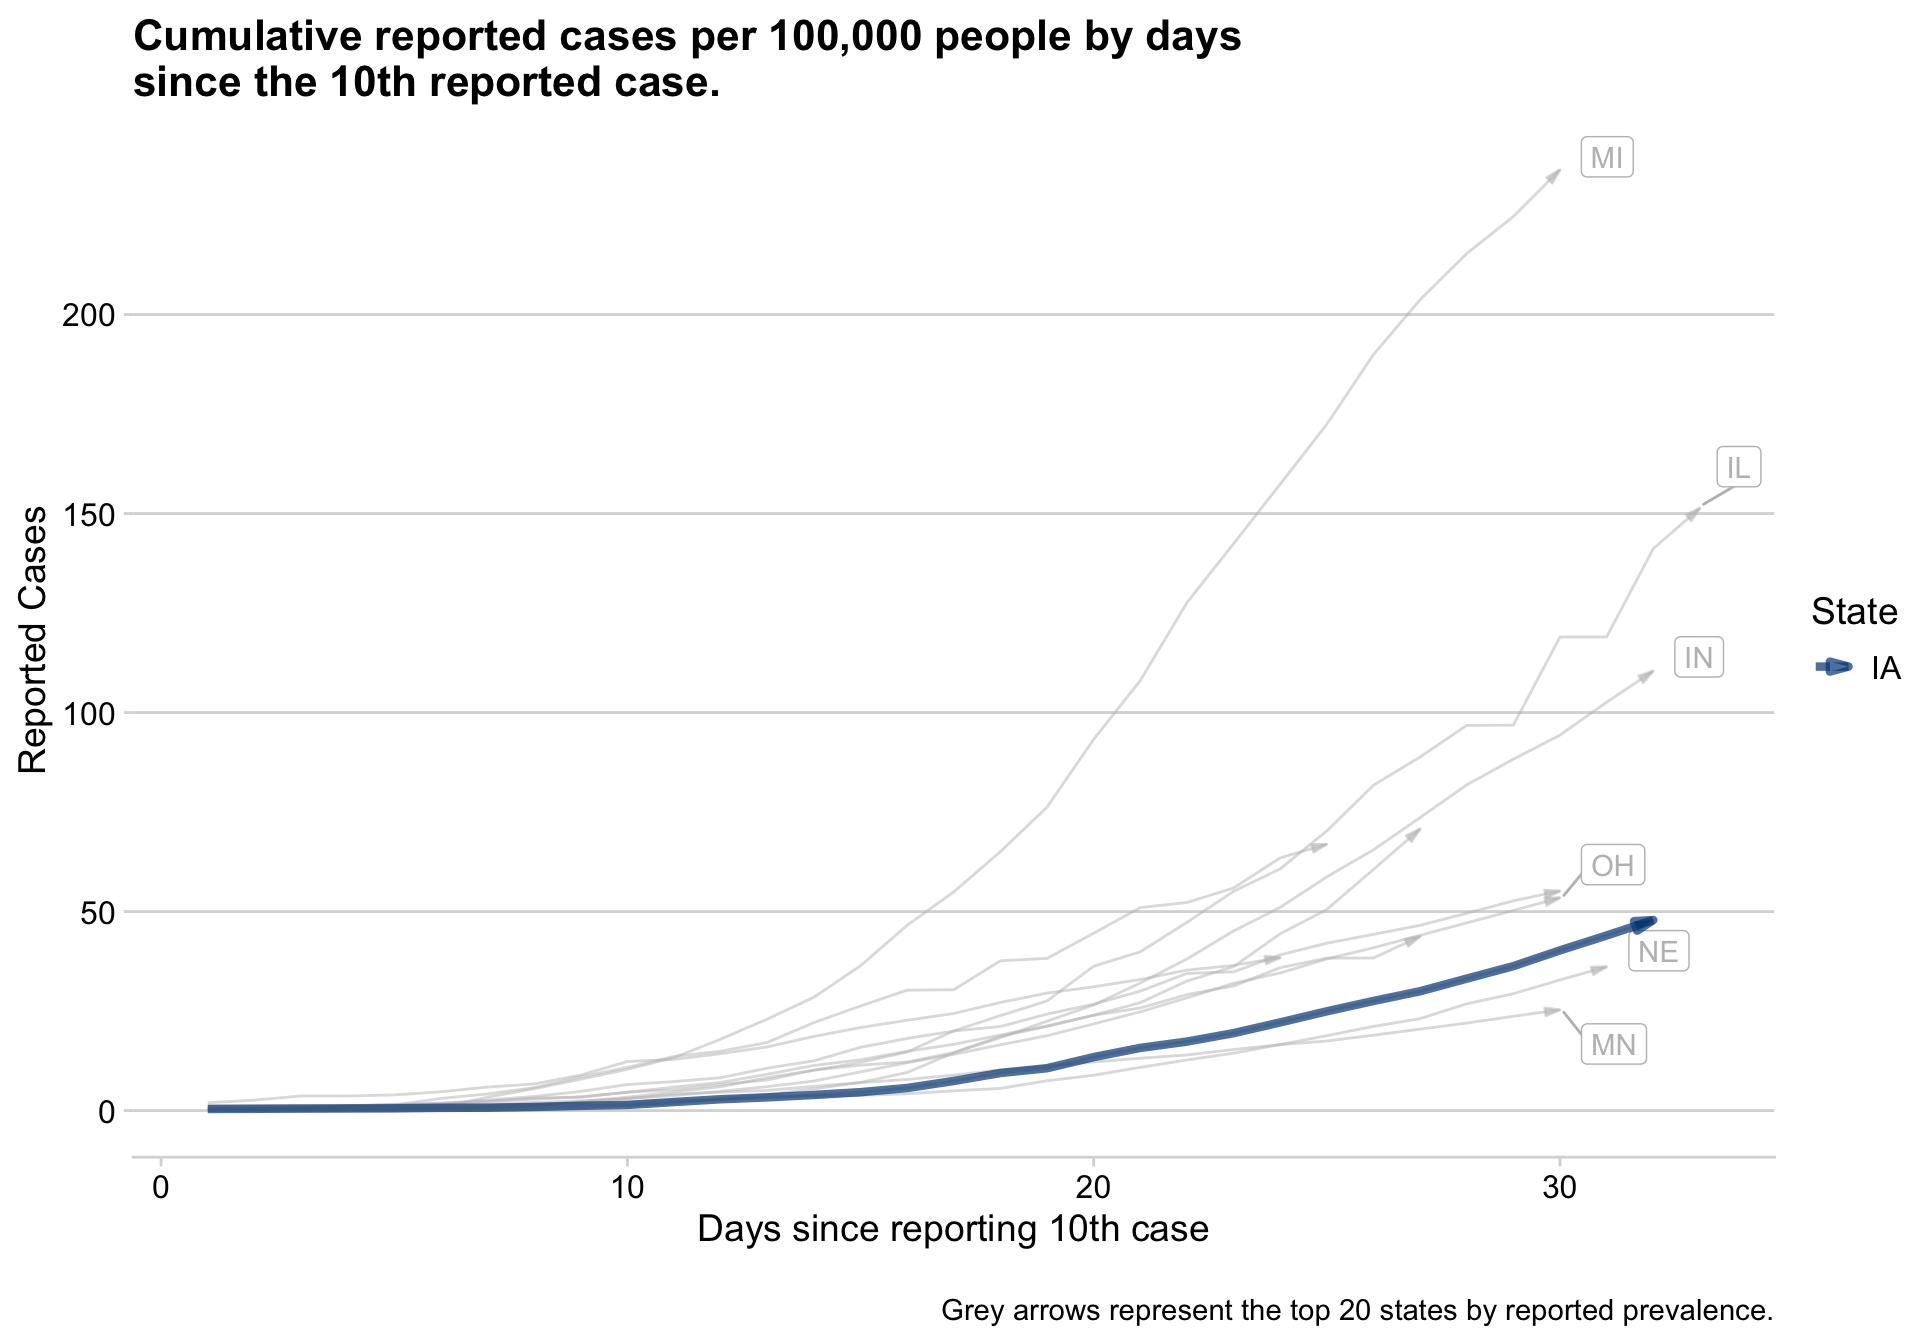 Cumulative reported cases per 100,000 people by days
since the 10th reported case.
MI
200
IL
150
IN
100
OH
50
NE
MN
0
Reported Cases
State
IA
0 10 20 30
Days since reporting 10th case
Grey arrows represent the top 20 states by reported prevalence.